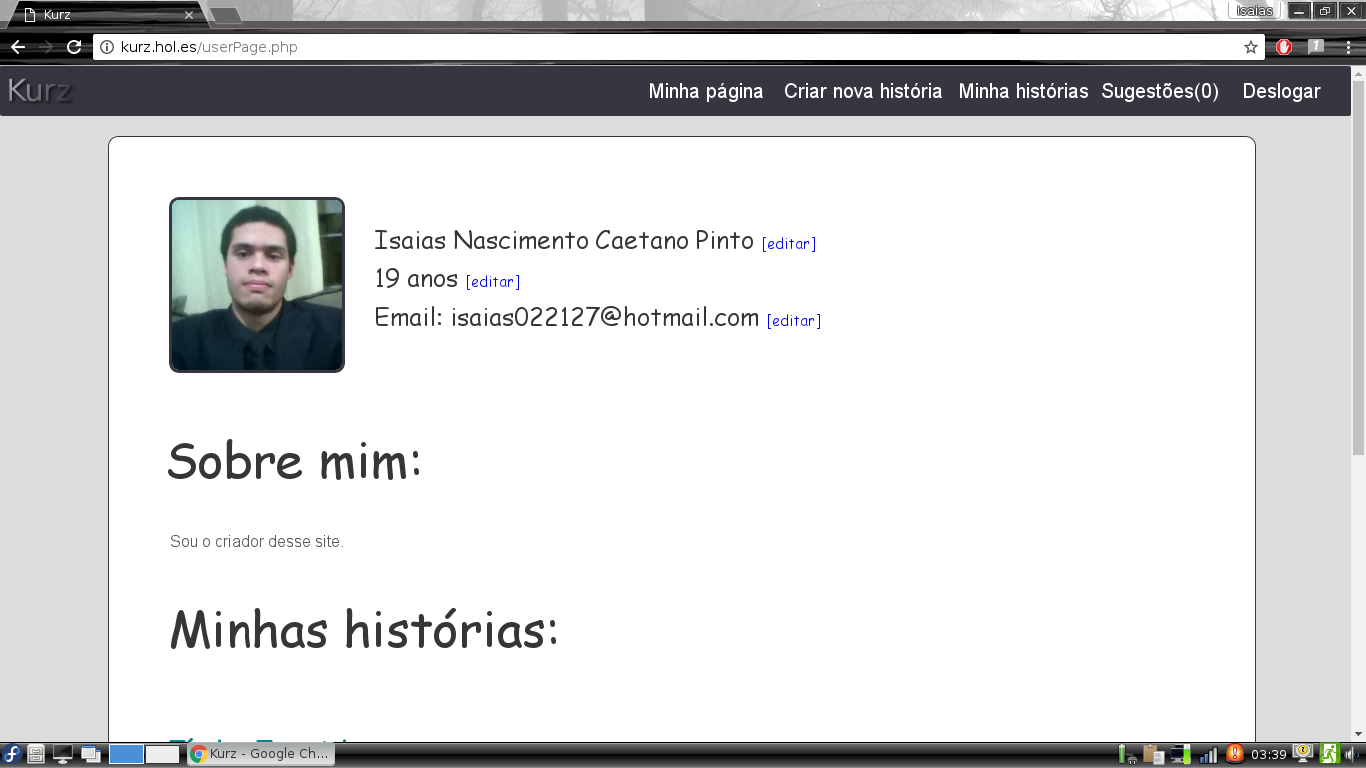 Kurz
isaias
kurz.hol.es/userPage.php
Kurz
Minha página Criar nova história Minha histórias Sugestões(0) Deslogar
Isaias Nascimento Caetano Pinto [editar]
19 anos [editar]
Email: isaias022127@hotmail.com [editar]
Sobre mim:
Sou o criador desse site.
Minhas histórias:
Kurz - Google Ch...
03:39